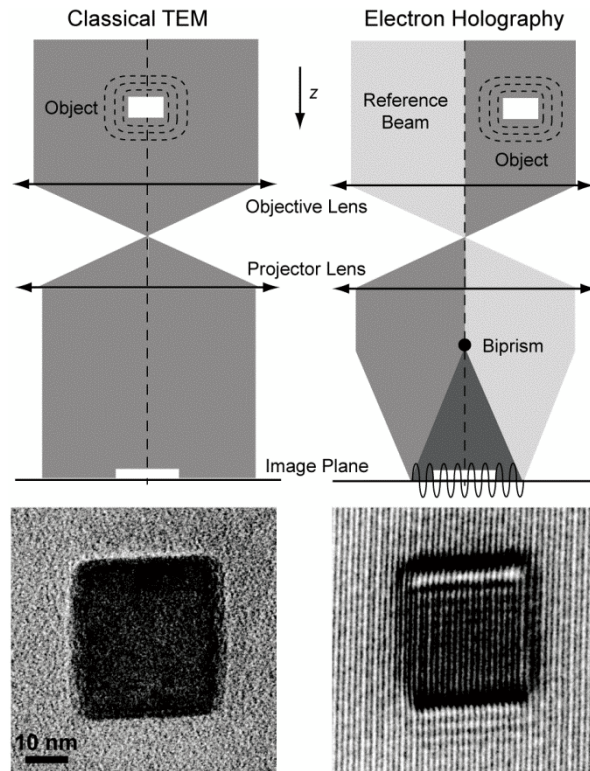 Classical TEM
Electron Holography
Object
z
Reference
Beam
Object
Objective Lens
Projector Lens
Biprism
Image Plane
10 nm